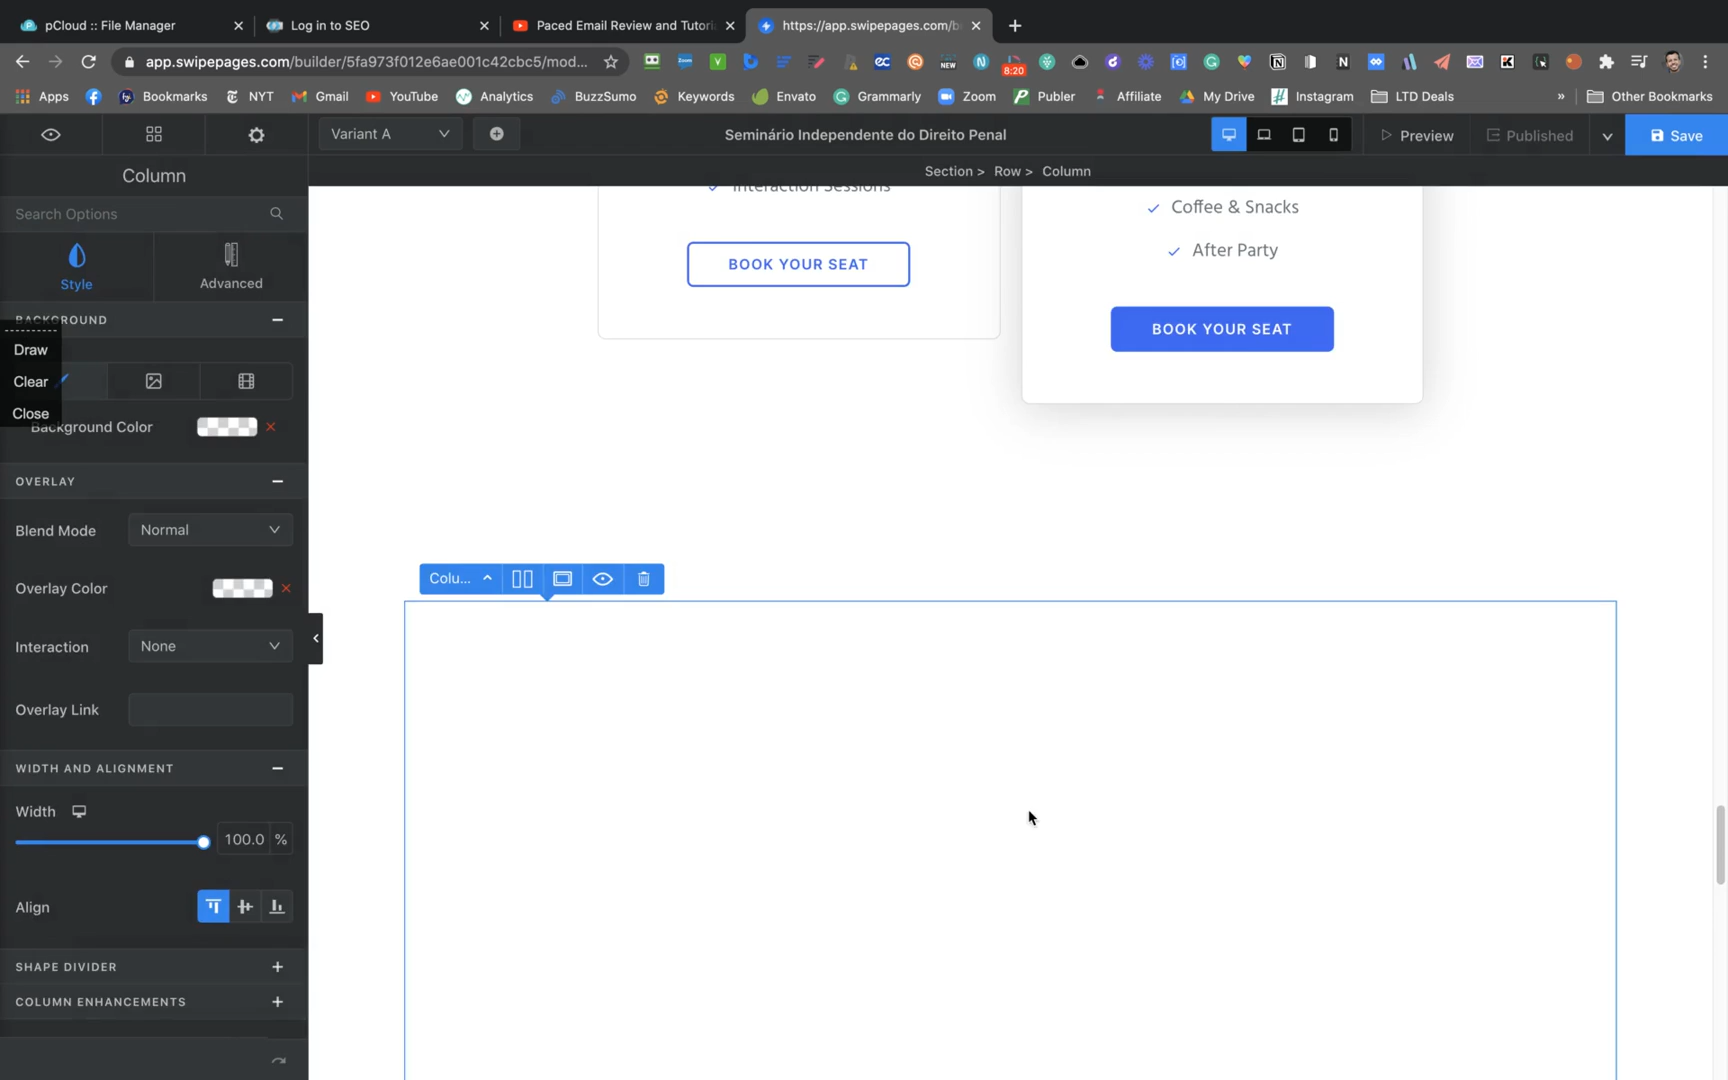 pCloud :: File Manager
Log in to SEO
Paced Email Review and Tutori
https://app.swipepages.com/b
app.swipepages.com/builder/5fa973f012e6ae001c42cbc5/mod...
zoom
EC
NEW
8:20
Apps
Bookmarks
NYT
Gmail
YouTube
Analytics
BuzzSumo
Keywords
Envato
Grammarly
Zoom
Publer
Affiliate
My Drive
Instagram
LTD Deals
»
Other Bookmarks
Variant A
Seminário Independente do Direito Penal
Preview
Published
Save
Section >
Row >
Column
Column
Search Options
Style
Advanced
BACKGROUND
Draw
Clear
Close
Background Color
OVERLAY
Blend Mode
Normal
Overlay Color
Interaction
None
Overlay Link
WIDTH AND ALIGNMENT
Width
100.0
%
Align
SHAPE DIVIDER
COLUMN ENHANCEMENTS
Interaction Sessions
BOOK YOUR SEAT
Coffee & Snacks
After Party
BOOK YOUR SEAT
Colu...